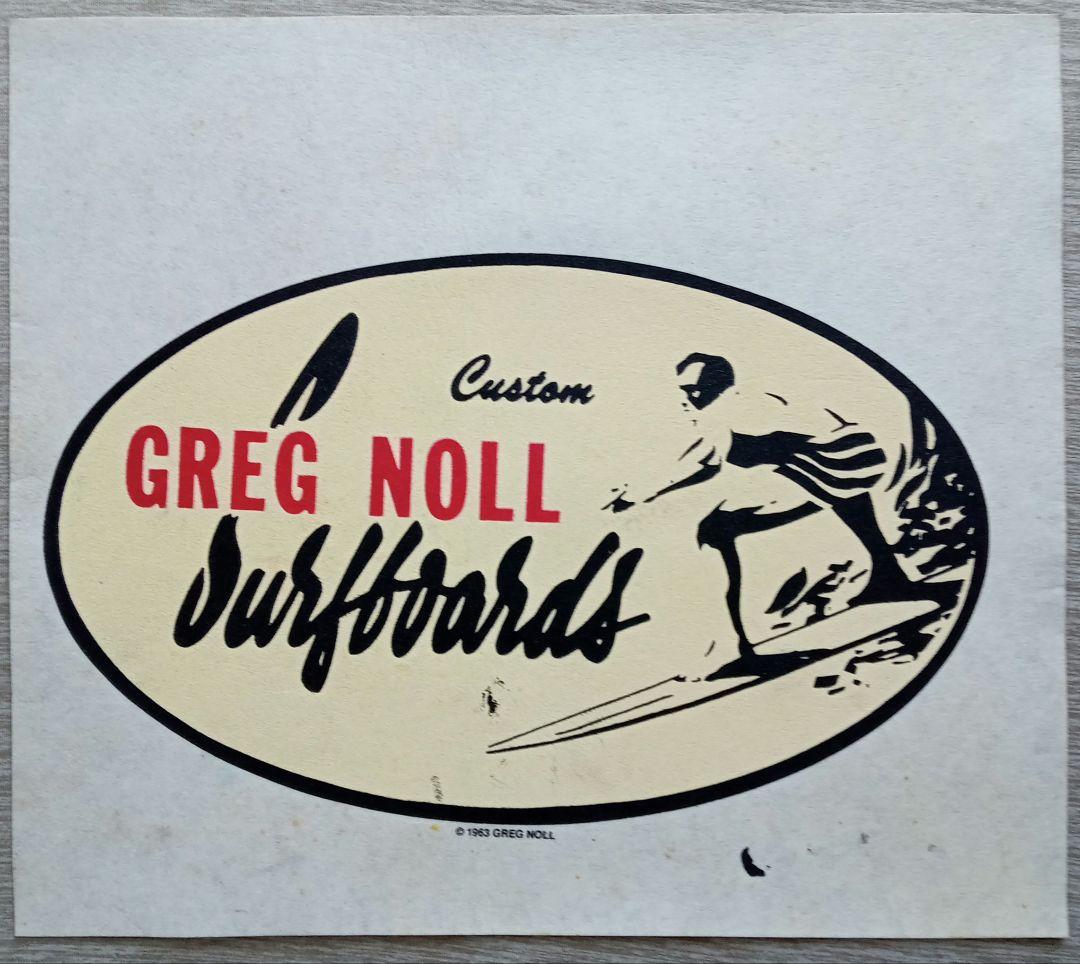 Custom
GREG NOLL
Surfboards
© 1963 GREG NOLL